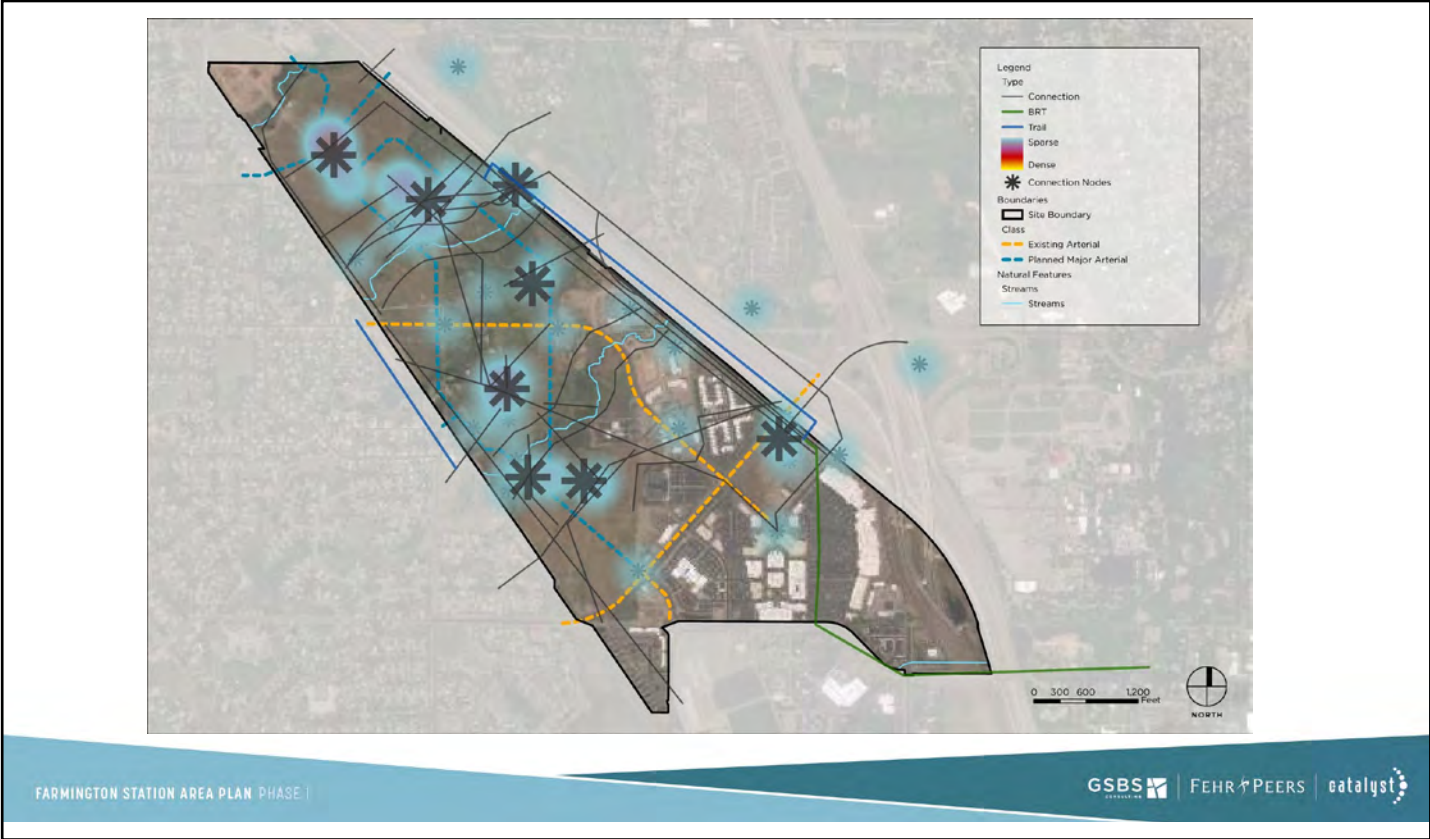 Legend
Type
Connection
BRT
Trail
Sparse
Dense
Connection Nodes
Boundaries
Site Boundary
Class
Existing Arterial
Planned Major Arterial
Natural Features
Streams
Streams
0 300 600 1,200
Feet
NORTH
FARMINGTON STATION AREA PLAN PHASE |
GSBS
CONSULTING
FEHR PEERS
catalyst